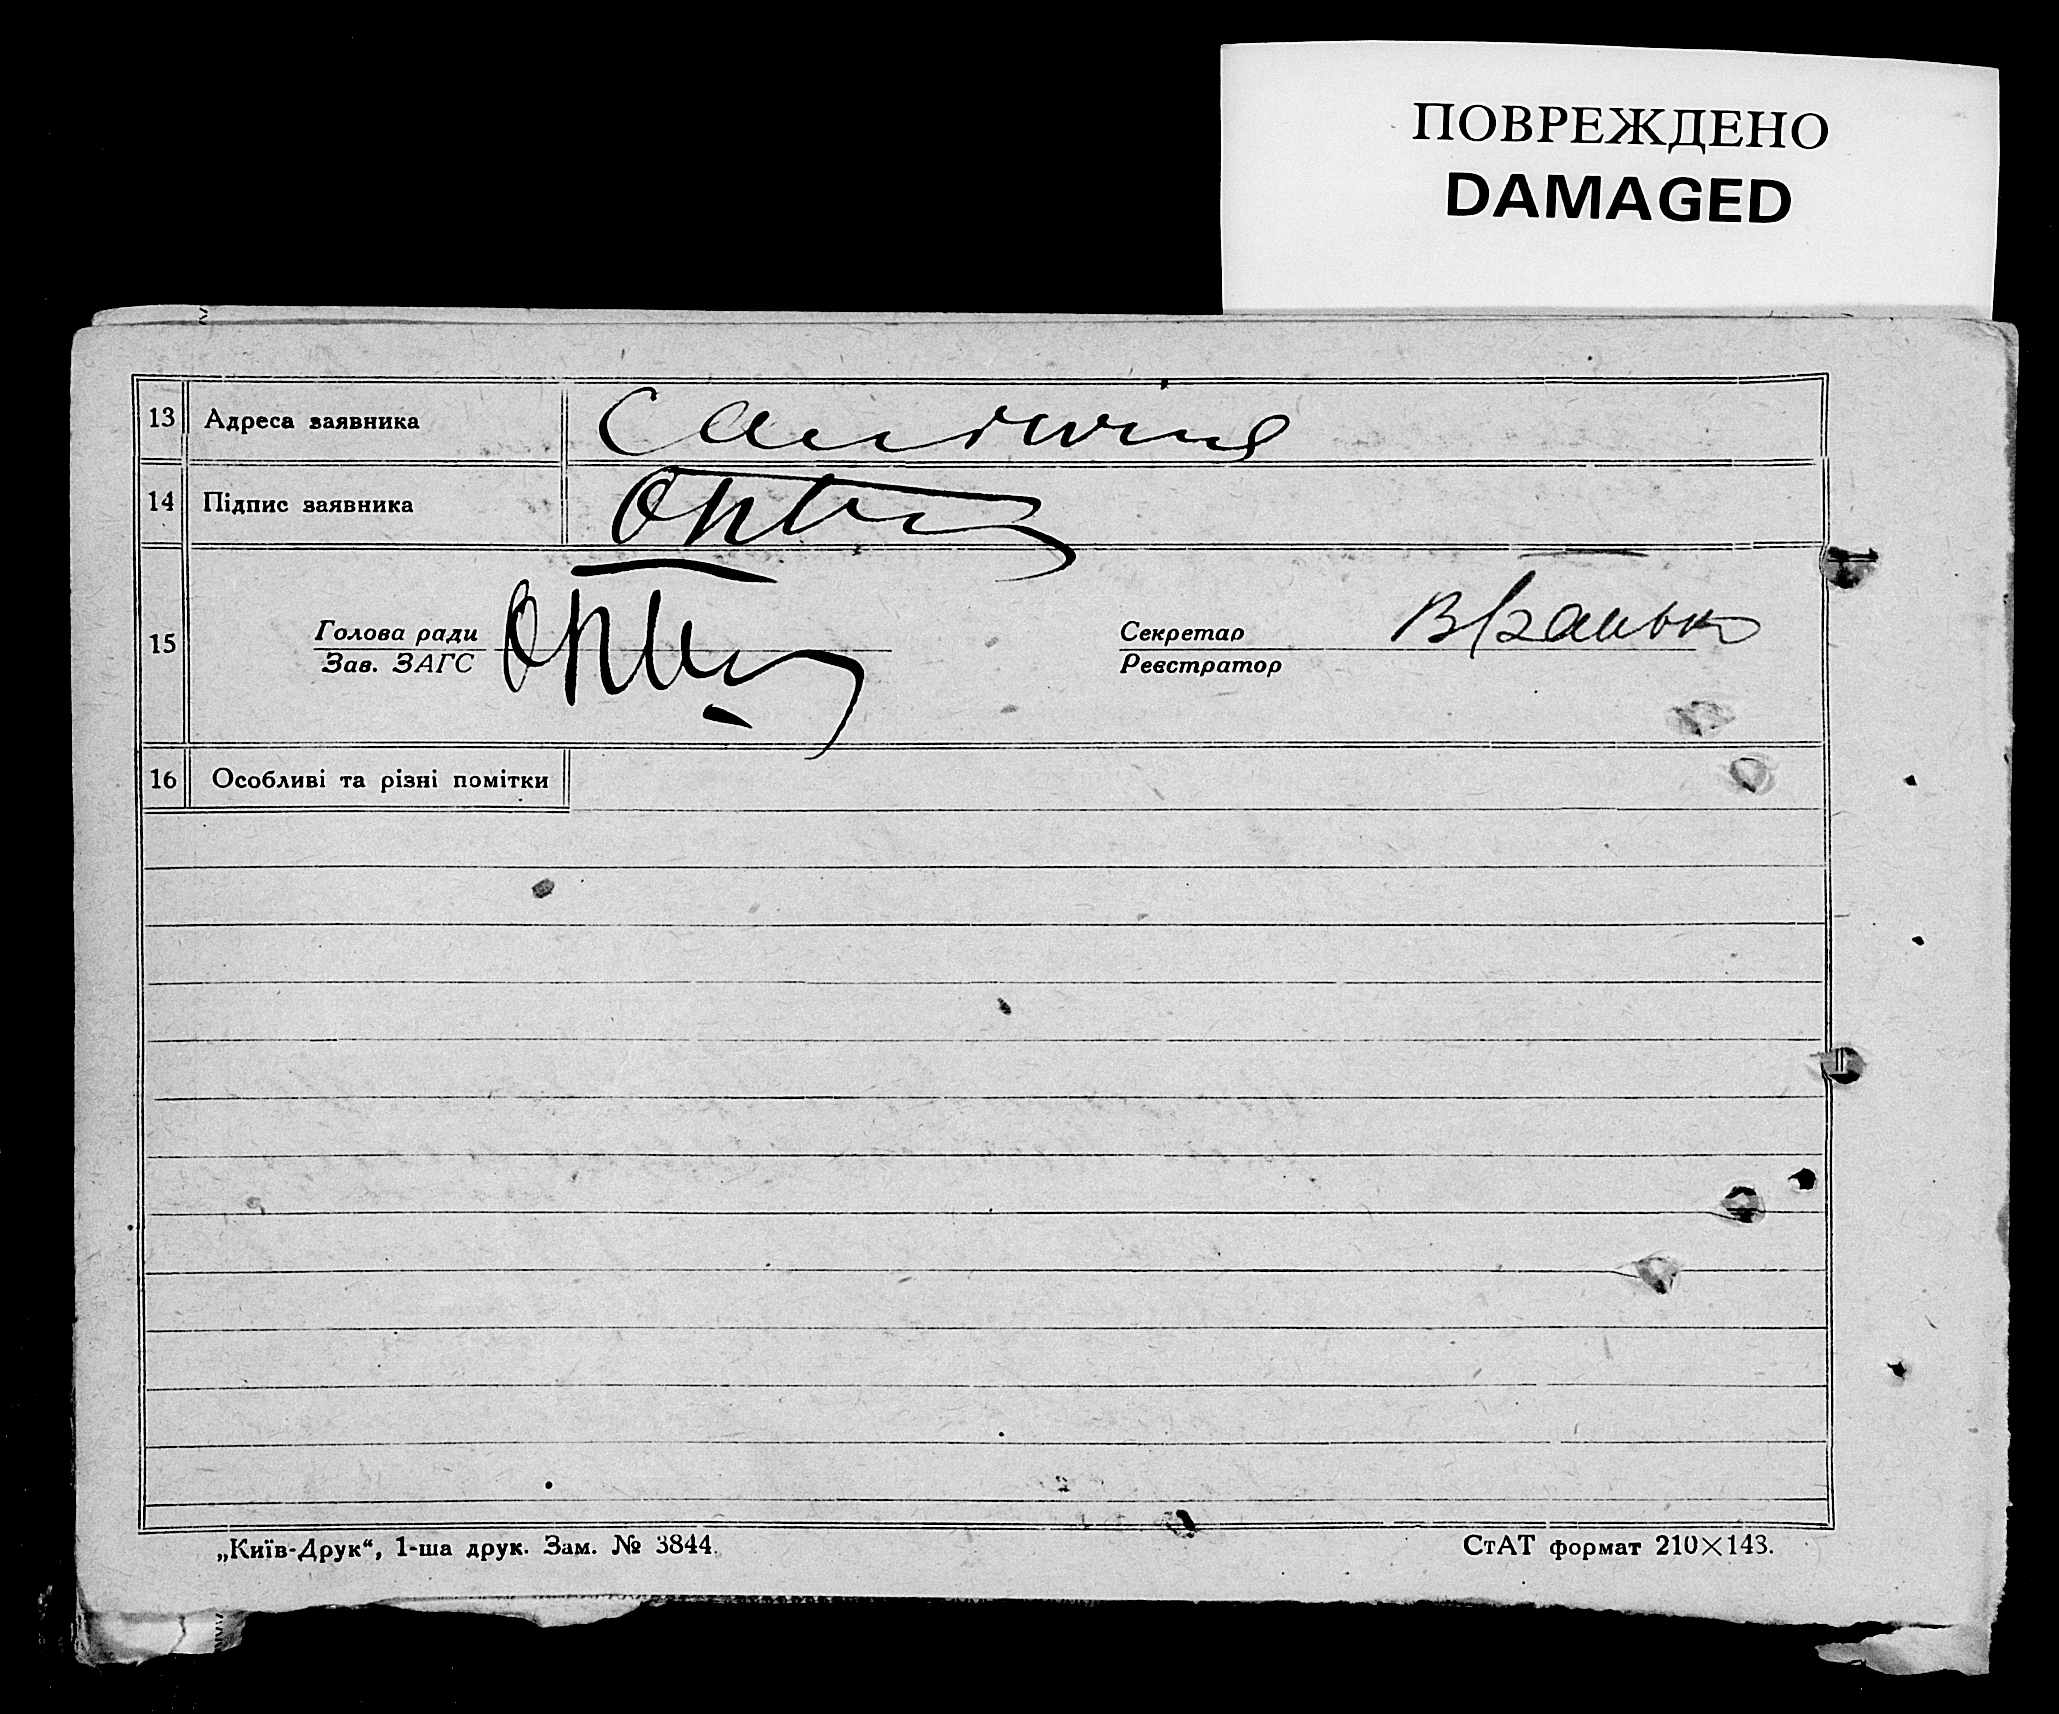 ПОВРЕЖДЕНО
DAMAGED
13 Адреса заявника
14 Підпис заявника
15 Голова ради Секретар
Зав. ЗАГС Реєстратор
16 Особливі та різні помітки
„Київ-Друк“, 1-ша друк. Зам. № 3844. СтАТ формат 210×143.